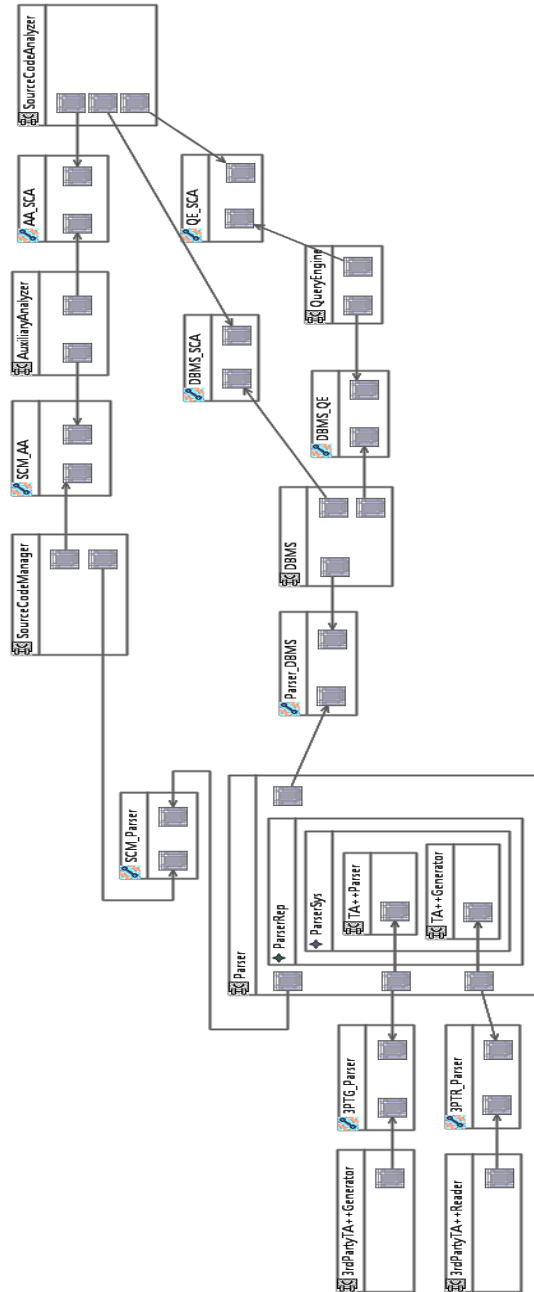 SourceCodeAnalyzer
AA_SCA
QE_SCA
AuxiliaryAnalyzer
QueryEngine
DBMS_SCA
SCM_AA
DBMS_QE
SourceCodeManager
DBMS
Parser_DBMS
SCM_Parser
Parser
ParserRep
ParserSys
TA++Parser
TA++Generator
3PTG_Parser
3PTR_Parser
3rdPartyTA++Generator
3rdPartyTA++Reader